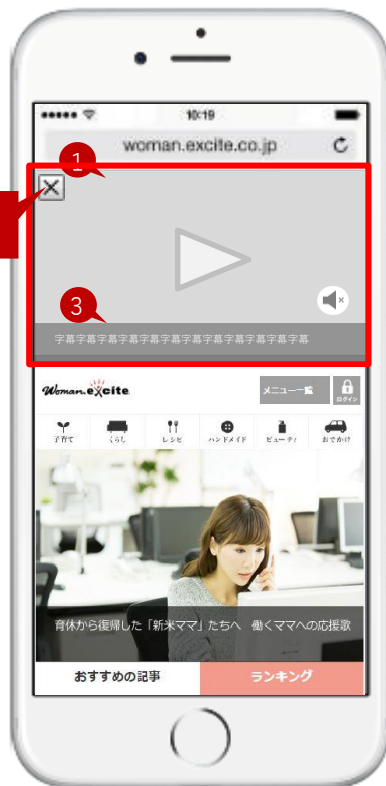 10:19
woman.excite.co.jp
1
3
字幕字幕字幕字幕字幕字幕字幕字幕字幕字幕
Woman.excite
メニュー一覧
ログイン
子育て くらし レシピ ハンドメイド ビューティ おでかけ
育休から復帰した「新米ママ」たちへ 働くママへの応援歌
おすすめの記事 ランキング